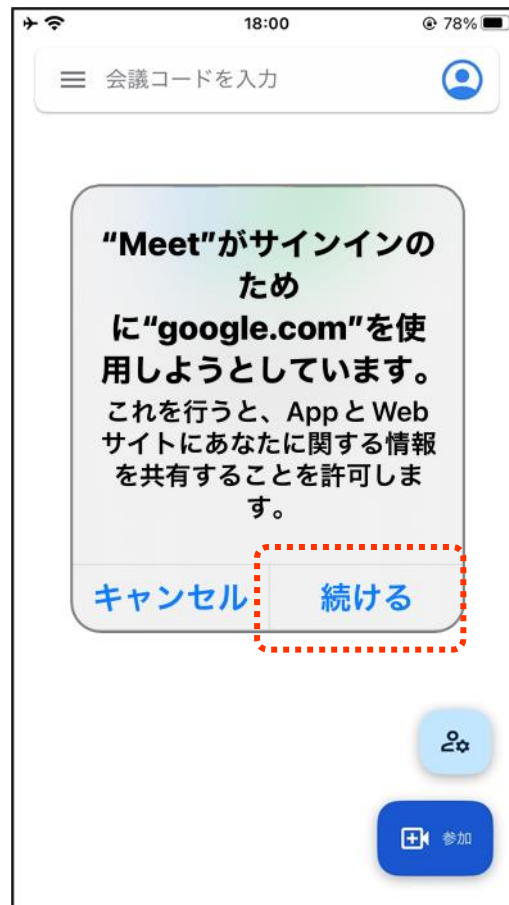 18:00
78%
会議コードを入力
“Meet”がサインインの
ため
に“google.com”を使
用しようとしています。
これを行うと、AppとWeb
サイトにあなたに関する情報
を共有することを許可しま
す。
キャンセル 続ける
参加